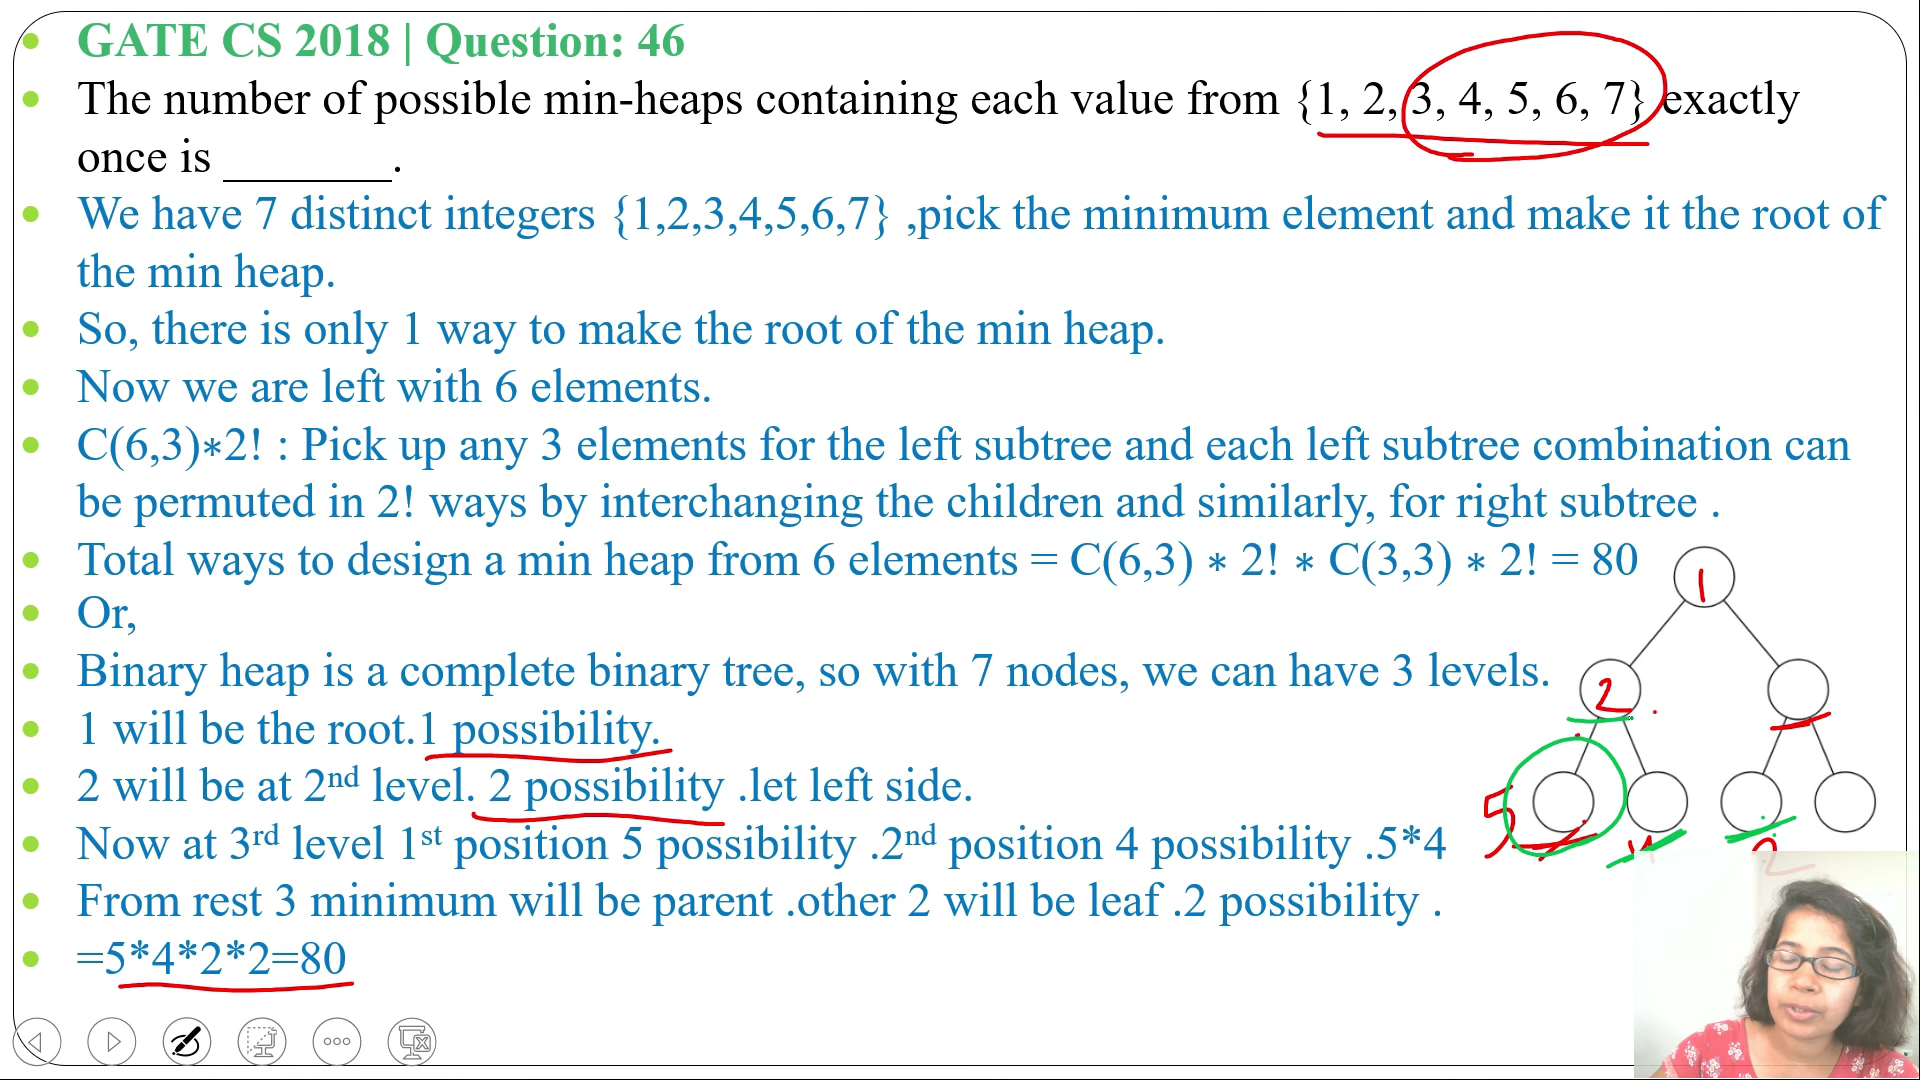 GATE CS 2018 | Question: 46
The number of possible min-heaps containing each value from {1, 2, 3, 4, 5, 6, 7} exactly
once is _______.
We have 7 distinct integers {1,2,3,4,5,6,7} ,pick the minimum element and make it the root of
the min heap.
So, there is only 1 way to make the root of the min heap.
Now we are left with 6 elements.
C(6,3)∗2! : Pick up any 3 elements for the left subtree and each left subtree combination can
be permuted in 2! ways by interchanging the children and similarly, for right subtree .
Total ways to design a min heap from 6 elements = C(6,3) ∗ 2! ∗ C(3,3) ∗ 2! = 80
Or,
Binary heap is a complete binary tree, so with 7 nodes, we can have 3 levels.
1 will be the root.1 possibility.
2 will be at 2nd level. 2 possibility .let left side.
Now at 3rd level 1st position 5 possibility .2nd position 4 possibility .5*4
From rest 3 minimum will be parent .other 2 will be leaf .2 possibility .
=5*4*2*2=80
1
2
5
4
2